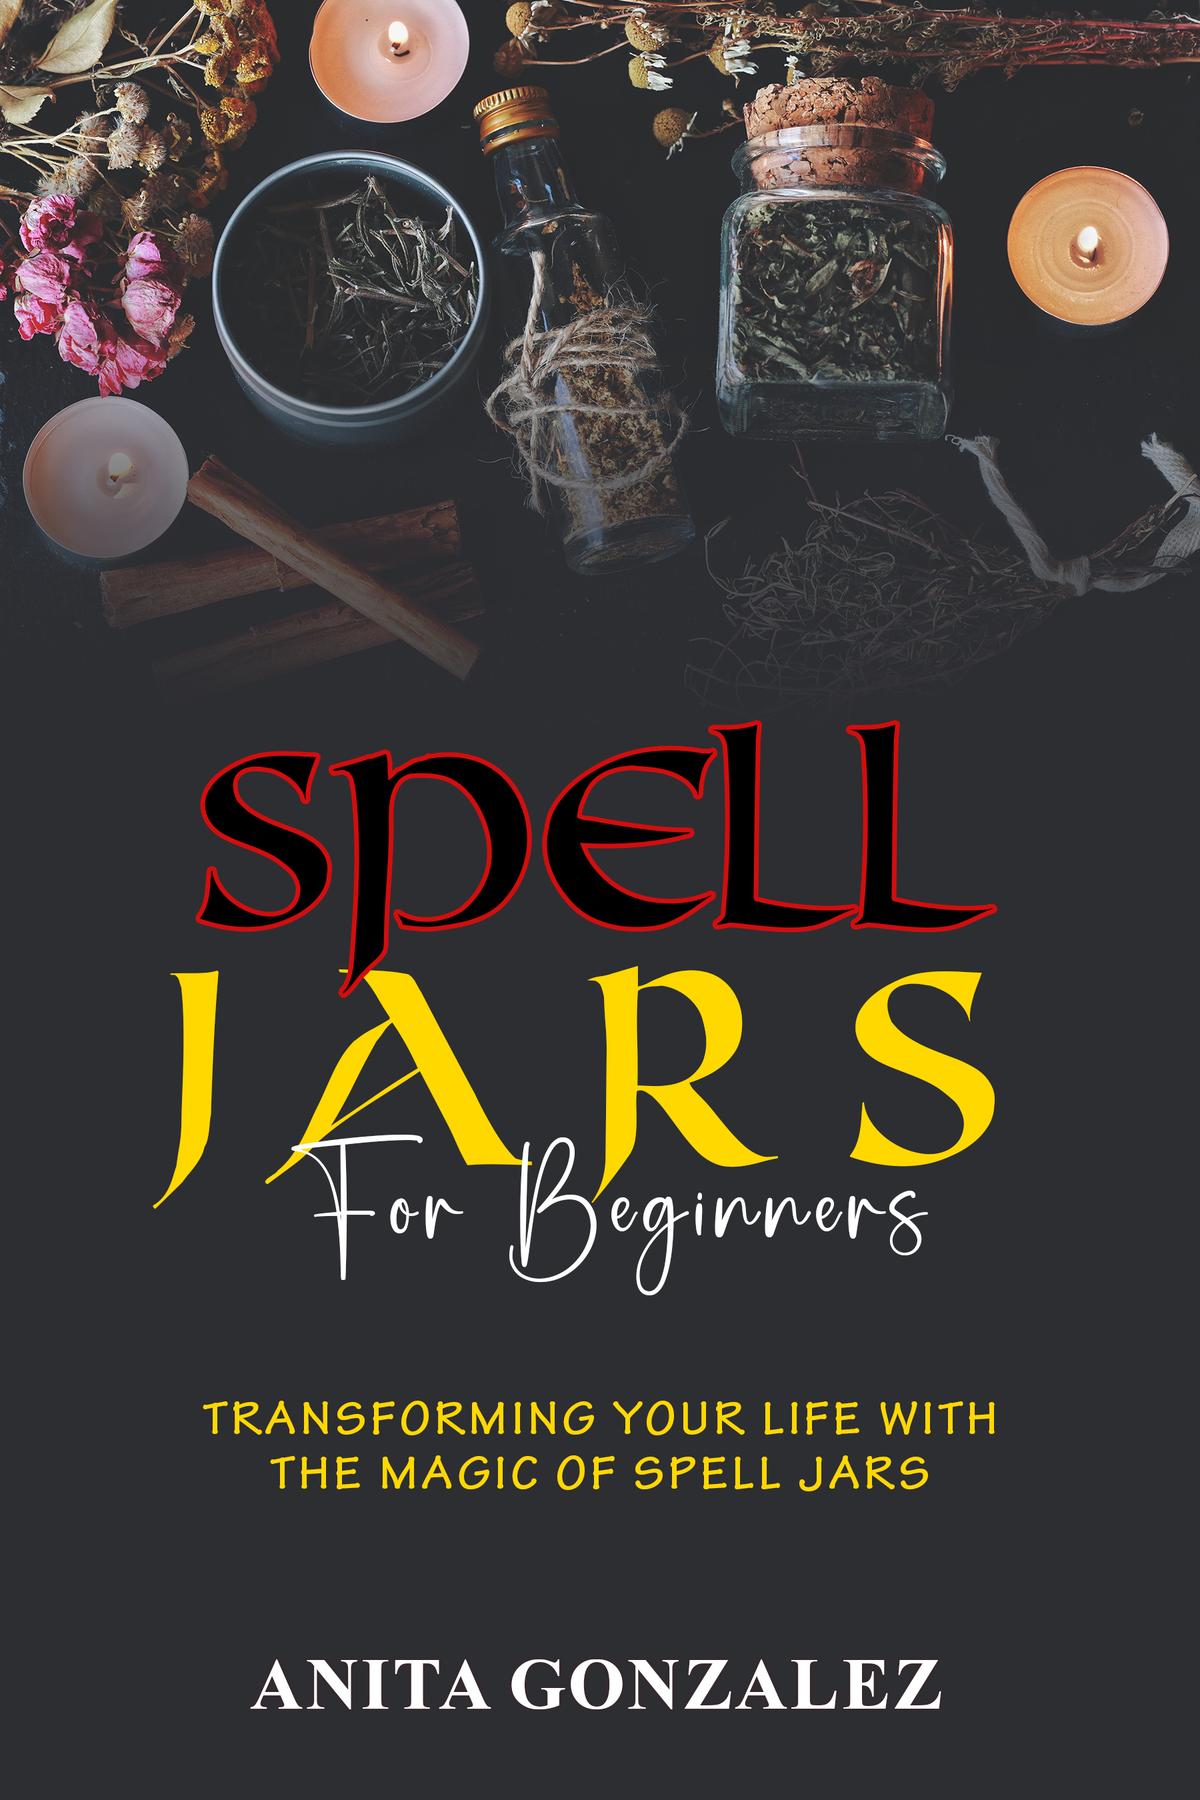 SPELL
JARS
For Beginners
TRANSFORMING YOUR LIFE WITH
THE MAGIC OF SPELL JARS
ANITA GONZALEZ